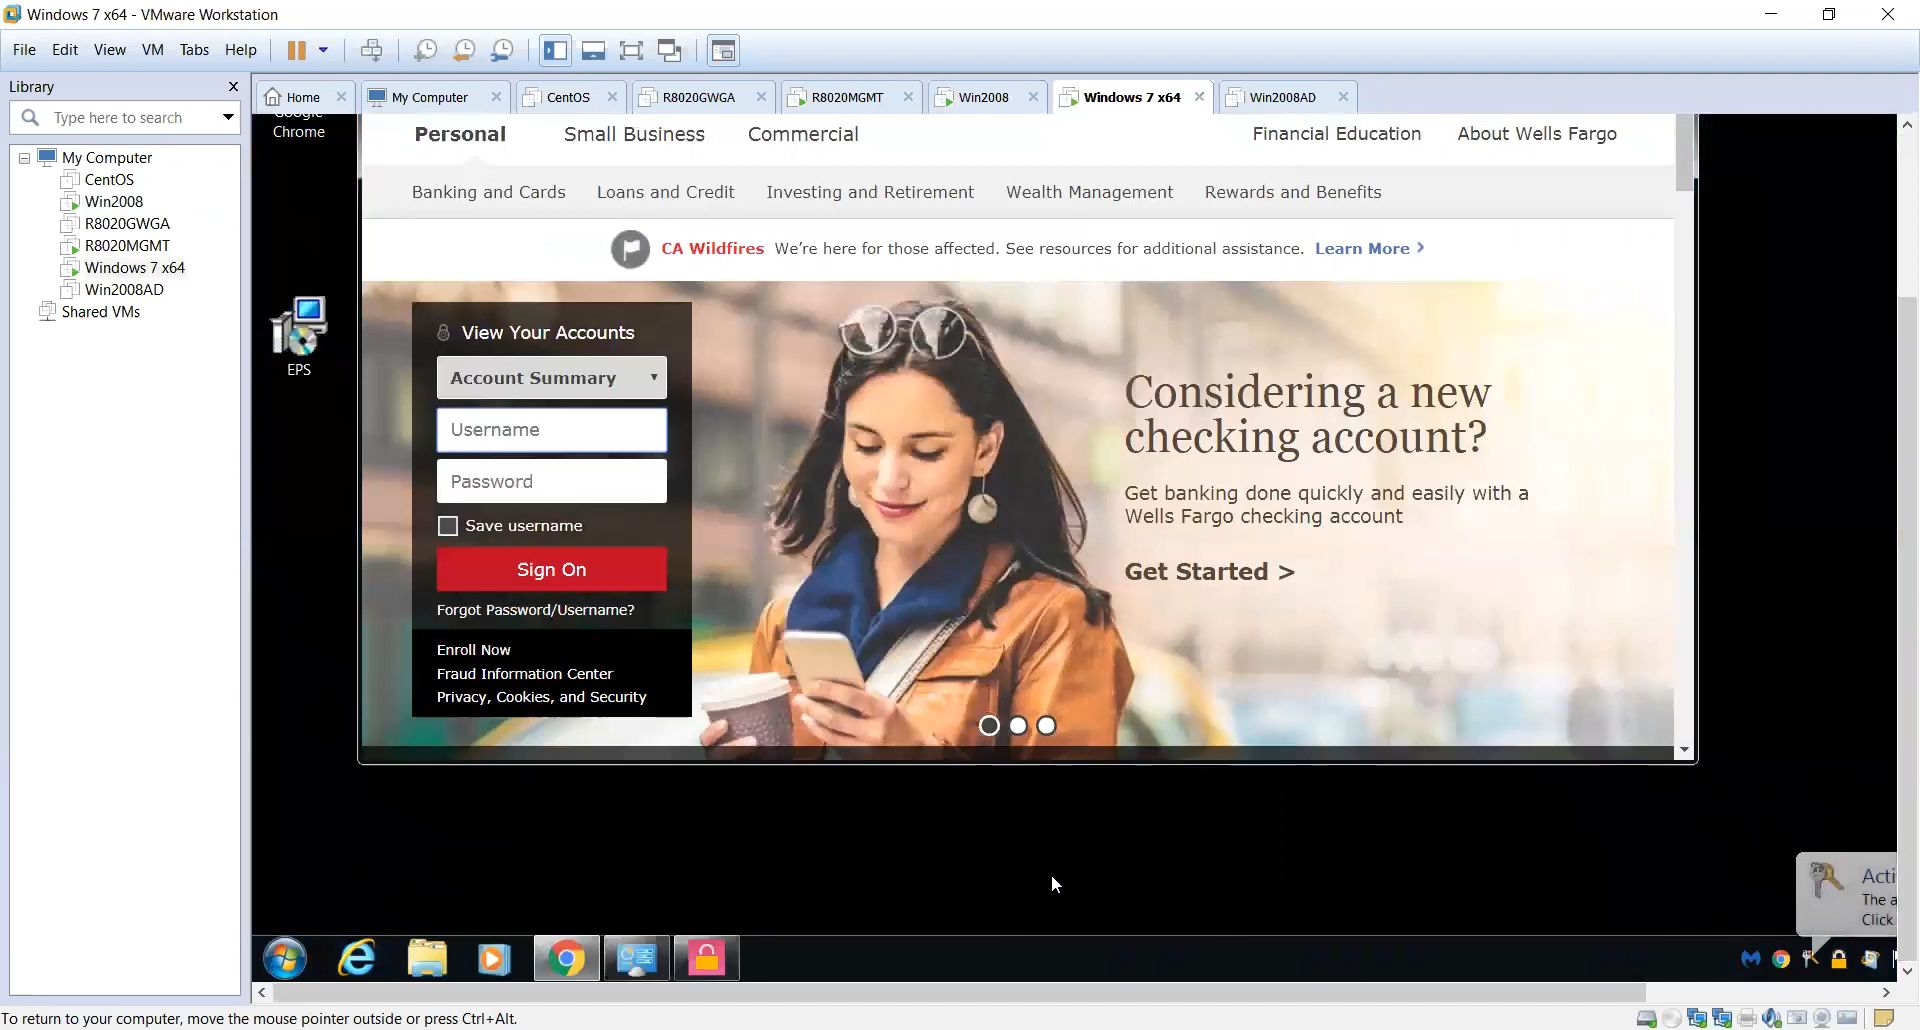 Windows 7 x64 - VMware Workstation
File Edit View VM Tabs Help
Library
Type here to search
My Computer
CentOS
Win2008
R8020GWGA
R8020MGMT
Windows 7 x64
Win2008AD
Shared VMs
Home My Computer CentOS R8020GWGA R8020MGMT Win2008 Windows 7 x64 Win2008AD
Google
Chrome
EPS
Personal Small Business Commercial Financial Education About Wells Fargo
Banking and Cards Loans and Credit Investing and Retirement Wealth Management Rewards and Benefits
CA Wildfires We’re here for those affected. See resources for additional assistance. Learn More >
View Your Accounts
Account Summary
Username
Password
Save username
Sign On
Forgot Password/Username?
Enroll Now
Fraud Information Center
Privacy, Cookies, and Security
Considering a new
checking account?
Get banking done quickly and easily with a
Wells Fargo checking account
Get Started >
Acti
The a
Click
To return to your computer, move the mouse pointer outside or press Ctrl+Alt.